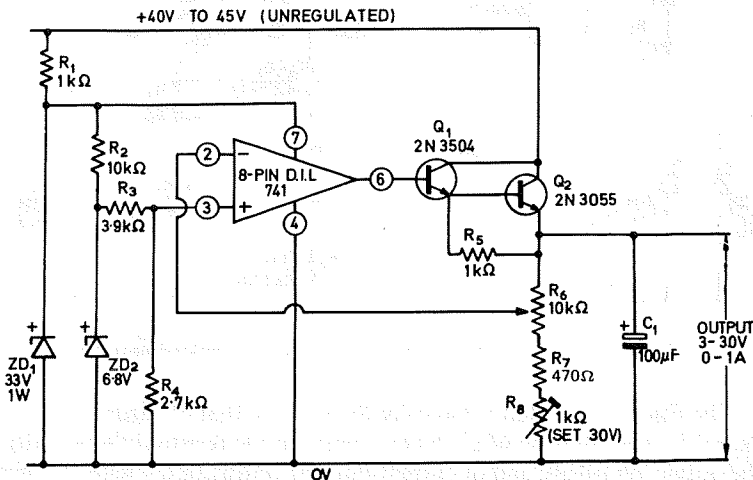 +40V TO 45V (UNREGULATED)
R1
1kΩ
R2
10kΩ
R3
3.9kΩ
2
3
7
8-PIN D.I.L
741
4
6
Q1
2N 3504
Q2
2N 3055
R5
1kΩ
R6
10kΩ
R7
470Ω
R8
1kΩ
(SET 30V)
+
C1
100µF
OUTPUT
3-30V
0-1A
+
ZD1
33V
1W
+
ZD2
6.8V
R4
2.7kΩ
−
+
0V